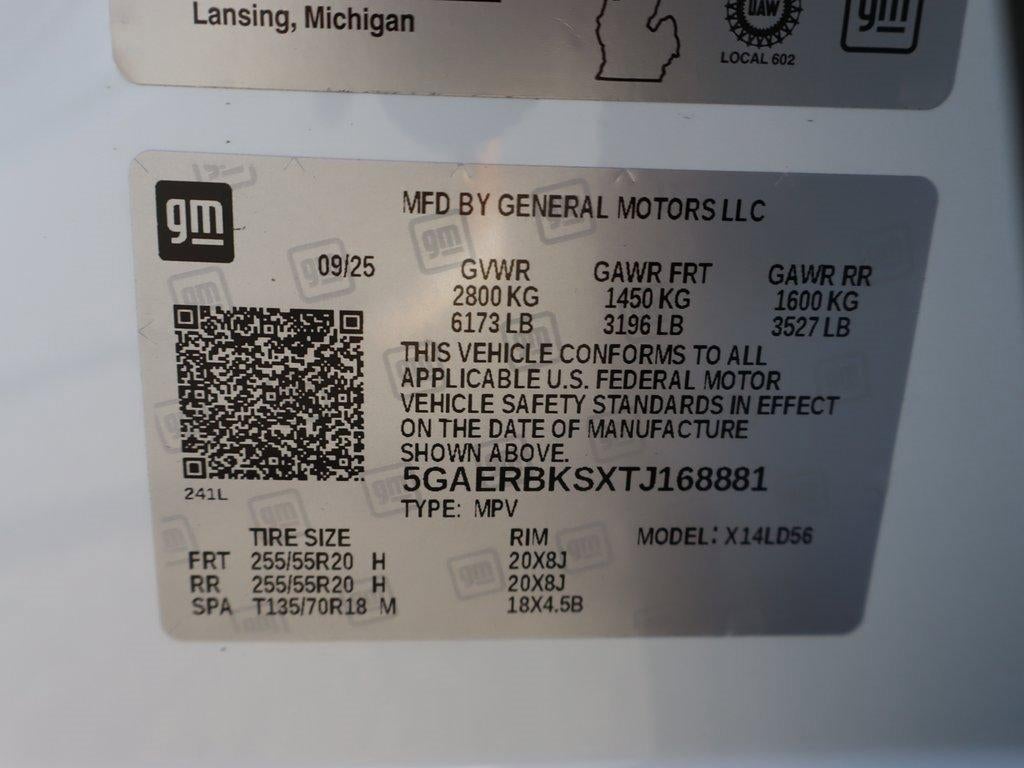 Lansing, Michigan
UAW
LOCAL 602
gm
gm
MFD BY GENERAL MOTORS LLC
09/25
GVWR GAWR FRT GAWR RR
2800 KG 1450 KG 1600 KG
6173 LB 3196 LB 3527 LB
THIS VEHICLE CONFORMS TO ALL
APPLICABLE U.S. FEDERAL MOTOR
VEHICLE SAFETY STANDARDS IN EFFECT
ON THE DATE OF MANUFACTURE
SHOWN ABOVE.
241L
5GAERBKSXTJ168881
TYPE: MPV
TIRE SIZE RIM MODEL: X14LD56
FRT 255/55R20 H 20X8J
RR 255/55R20 H 20X8J
SPA T135/70R18 M 18X4.5B